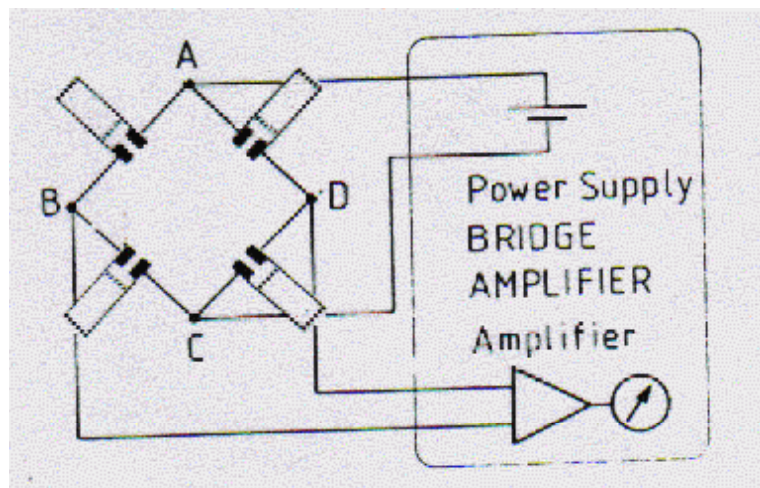 A
B
D
C
Power Supply
BRIDGE
AMPLIFIER
Amplifier